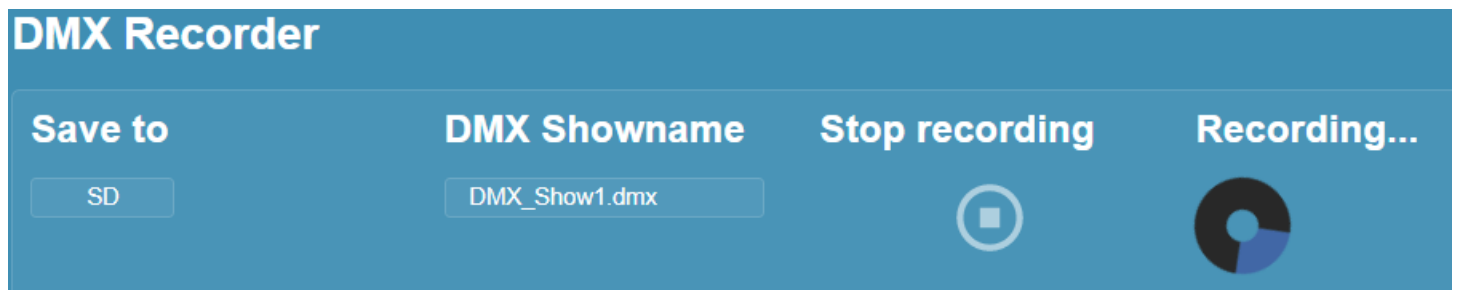 DMX Recorder
Save to
DMX Showname
Stop recording
Recording...
SD
DMX_Show1.dmx